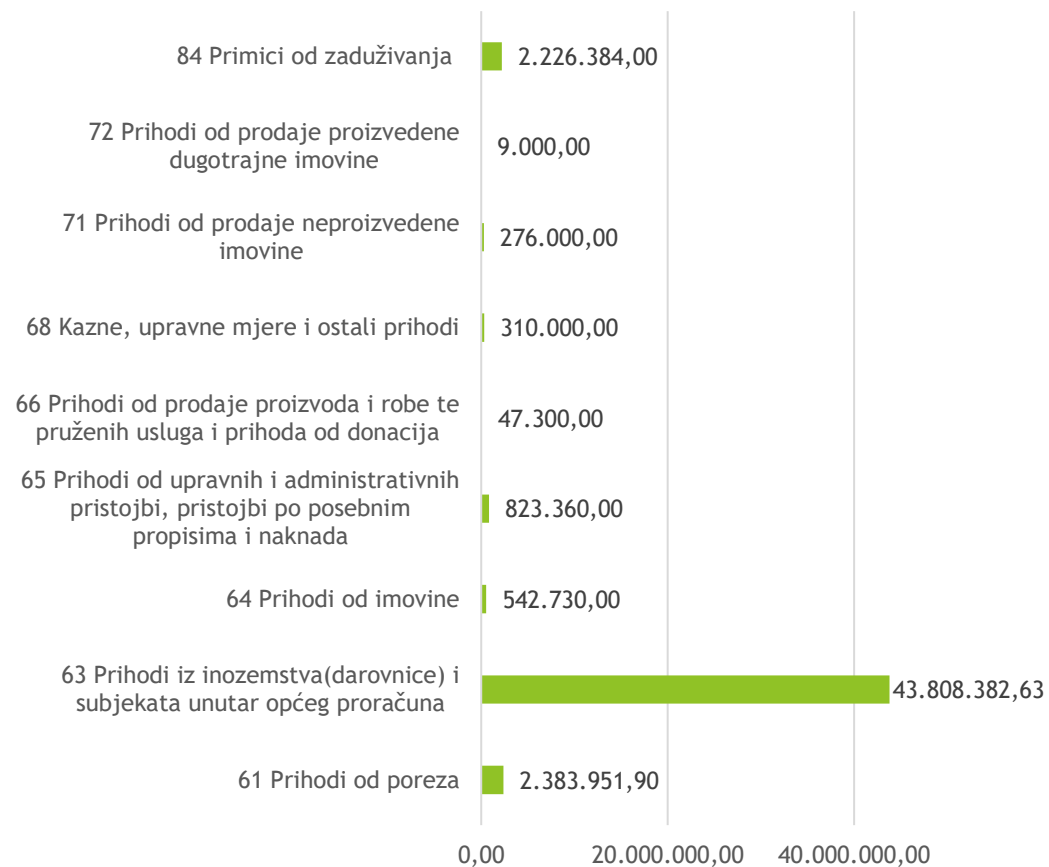 84 Primici od zaduživanja
2.226.384,00
72 Prihodi od prodaje proizvedene
dugotrajne imovine
9.000,00
71 Prihodi od prodaje neproizvedene
imovine
276.000,00
68 Kazne, upravne mjere i ostali prihodi
310.000,00
66 Prihodi od prodaje proizvoda i robe te
pruženih usluga i prihoda od donacija
47.300,00
65 Prihodi od upravnih i administrativnih
pristojbi, pristojbi po posebnim
propisima i naknada
823.360,00
64 Prihodi od imovine
542.730,00
63 Prihodi iz inozemstva(darovnice) i
subjekata unutar općeg proračuna
43.808.382,63
61 Prihodi od poreza
2.383.951,90
0,00 20.000.000,00 40.000.000,00